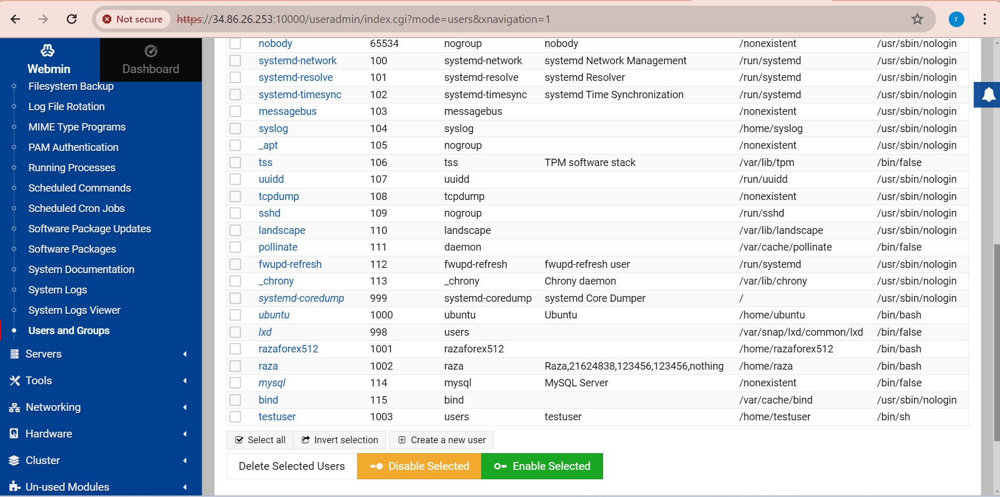 Not secure https://34.86.26.253:10000/useradmin/index.cgi?mode=users&xnavigation=1 r
Webmin
Dashboard
Filesystem Backup
Log File Rotation
MIME Type Programs
PAM Authentication
Running Processes
Scheduled Commands
Scheduled Cron Jobs
Software Package Updates
Software Packages
System Documentation
System Logs
System Logs Viewer
Users and Groups
Servers
Tools
Networking
Hardware
Cluster
Un-used Modules
nobody 65534 nogroup nobody /nonexistent /usr/sbin/nologin
systemd-network 100 systemd-network systemd Network Management /run/systemd /usr/sbin/nologin
systemd-resolve 101 systemd-resolve systemd Resolver /run/systemd /usr/sbin/nologin
systemd-timesync 102 systemd-timesync systemd Time Synchronization /run/systemd /usr/sbin/nologin
messagebus 103 messagebus /nonexistent /usr/sbin/nologin
syslog 104 syslog /home/syslog /usr/sbin/nologin
_apt 105 nogroup /nonexistent /usr/sbin/nologin
tss 106 tss TPM software stack /var/lib/tpm /bin/false
uuidd 107 uuidd /run/uuidd /usr/sbin/nologin
tcpdump 108 tcpdump /nonexistent /usr/sbin/nologin
sshd 109 nogroup /run/sshd /usr/sbin/nologin
landscape 110 landscape /var/lib/landscape /usr/sbin/nologin
pollinate 111 daemon /var/cache/pollinate /bin/false
fwupd-refresh 112 fwupd-refresh fwupd-refresh user /run/systemd /usr/sbin/nologin
_chrony 113 _chrony Chrony daemon /var/lib/chrony /usr/sbin/nologin
systemd-coredump 999 systemd-coredump systemd Core Dumper / /usr/sbin/nologin
ubuntu 1000 ubuntu Ubuntu /home/ubuntu /bin/bash
lxd 998 users /var/snap/lxd/common/lxd /bin/false
razaforex512 1001 razaforex512 /home/razaforex512 /bin/bash
raza 1002 raza Raza,21624838,123456,123456,nothing /home/raza /bin/bash
mysql 114 mysql MySQL Server /nonexistent /bin/false
bind 115 bind /var/cache/bind /usr/sbin/nologin
testuser 1003 users testuser /home/testuser /bin/sh
Select all Invert selection Create a new user
Delete Selected Users Disable Selected Enable Selected